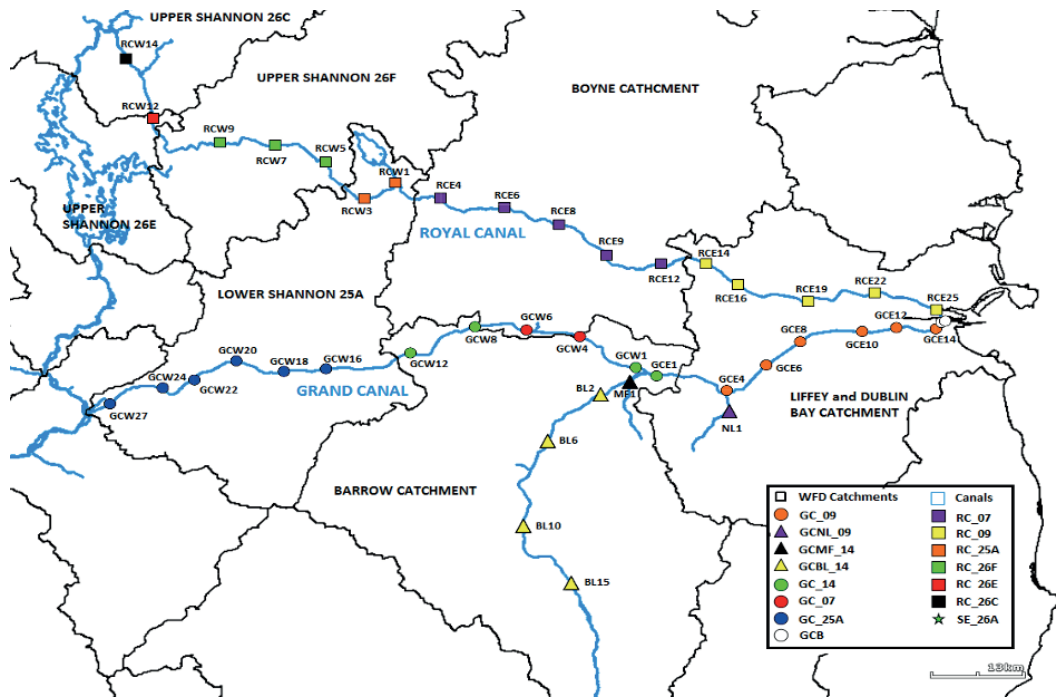 UPPER SHANNON 26C
RCW14
UPPER SHANNON 26F
BOYNE CATHCMENT
RCW12
RCW9
RCW7
RCW5
RCW1
RCW3
RCE4
RCE6
RCE8
RCE9
RCE12
RCE14
RCE16
RCE19
RCE22
RCE25
UPPER
SHANNON 26E
ROYAL CANAL
LOWER SHANNON 25A
GCW27
GCW24
GCW22
GCW20
GCW18
GCW16
GRAND CANAL
GCW12
GCW8
GCW6
GCW4
GCW1
GCE1
MF1
GCE4
NL1
GCE6
GCE8
GCE10
GCE12
GCE14
LIFFEY and DUBLIN
BAY CATCHMENT
BL2
BL6
BARROW CATCHMENT
BL10
BL15
WFD Catchments
GC_09
GCNL_09
GCMF_14
GCBL_14
GC_14
GC_07
GC_25A
GCB
Canals
RC_07
RC_09
RC_25A
RC_26F
RC_26E
RC_26C
SE_26A
13km